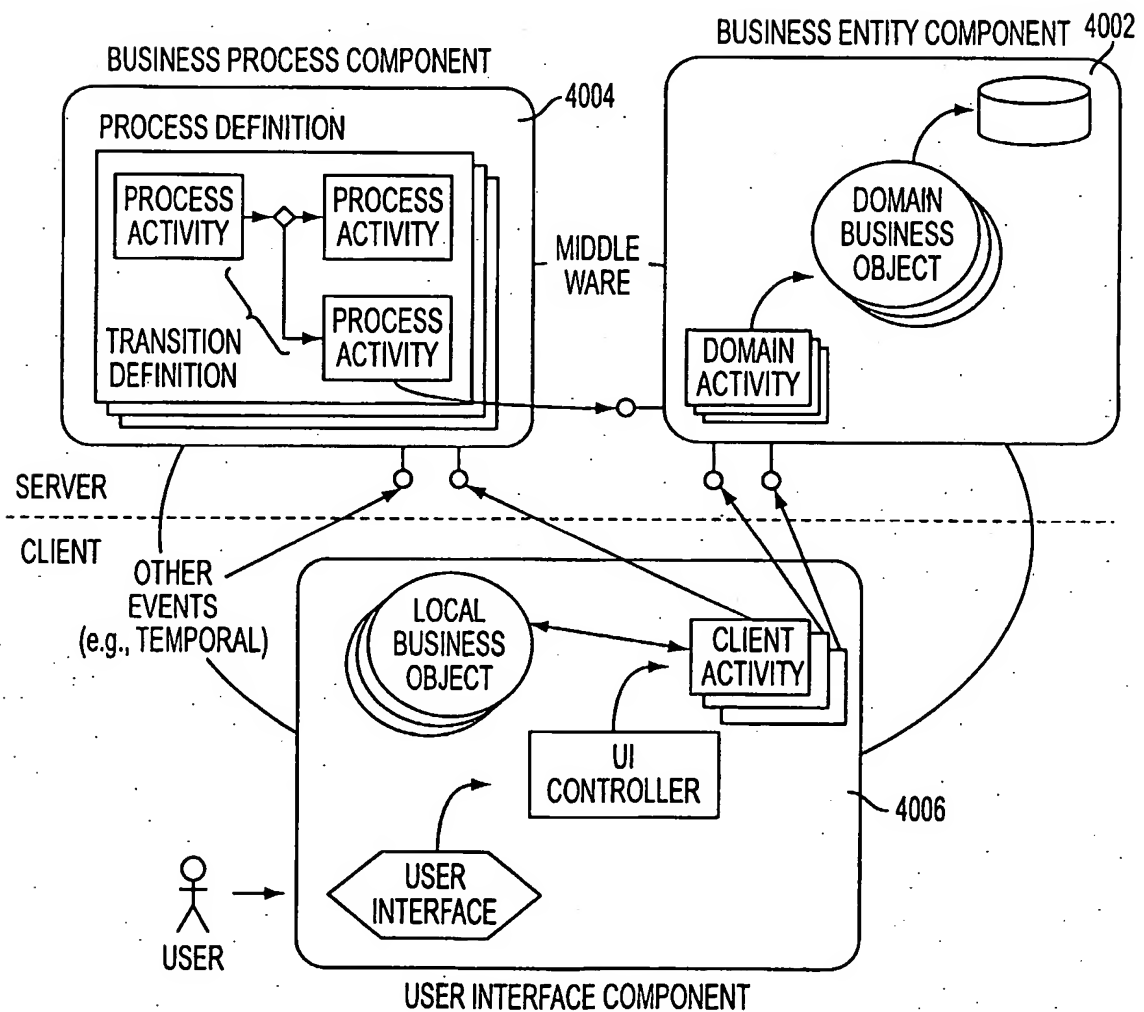 BUSINESS PROCESS COMPONENT
4004
PROCESS DEFINITION
PROCESS
ACTIVITY
PROCESS
ACTIVITY
PROCESS
ACTIVITY
TRANSITION
DEFINITION
MIDDLE
WARE
BUSINESS ENTITY COMPONENT
4002
DOMAIN
BUSINESS
OBJECT
DOMAIN
ACTIVITY
SERVER
CLIENT
OTHER
EVENTS
(e.g., TEMPORAL)
LOCAL
BUSINESS
OBJECT
CLIENT
ACTIVITY
UI
CONTROLLER
4006
USER
INTERFACE
USER
USER INTERFACE COMPONENT